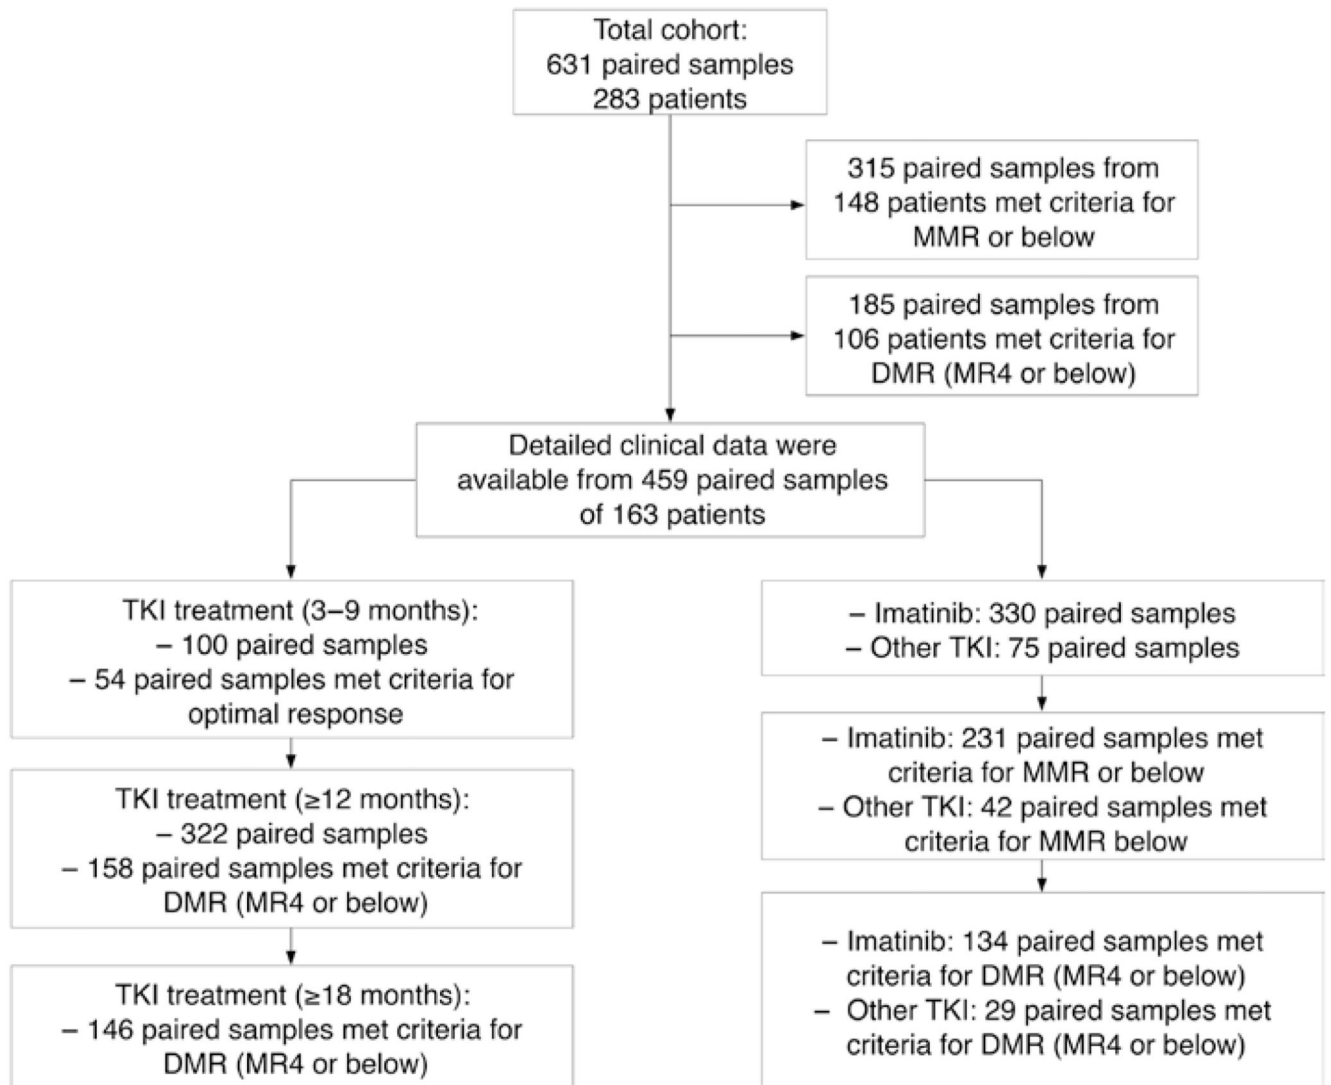 Total cohort:
631 paired samples
283 patients
315 paired samples from
148 patients met criteria for
MMR or below
185 paired samples from
106 patients met criteria for
DMR (MR4 or below)
Detailed clinical data were
available from 459 paired samples
of 163 patients
TKI treatment (3–9 months):
– 100 paired samples
– 54 paired samples met criteria for
optimal response
TKI treatment (≥12 months):
– 322 paired samples
– 158 paired samples met criteria for
DMR (MR4 or below)
TKI treatment (≥18 months):
– 146 paired samples met criteria for
DMR (MR4 or below)
– Imatinib: 330 paired samples
– Other TKI: 75 paired samples
– Imatinib: 231 paired samples met
criteria for MMR or below
– Other TKI: 42 paired samples met
criteria for MMR below
– Imatinib: 134 paired samples met
criteria for DMR (MR4 or below)
– Other TKI: 29 paired samples met
criteria for DMR (MR4 or below)